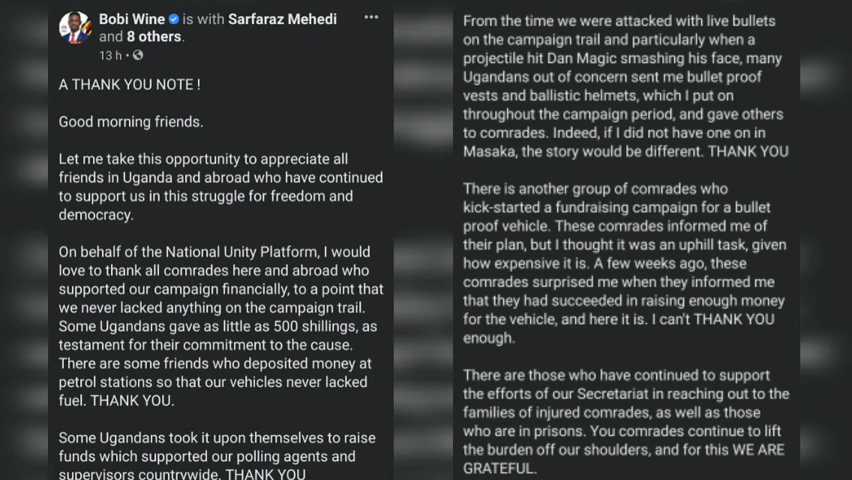 Bobi Wine is with Sarfaraz Mehedi
and 8 others.
13 h
A THANK YOU NOTE !
Good morning friends.
Let me take this opportunity to appreciate all
friends in Uganda and abroad who have continued
to support us in this struggle for freedom and
democracy.
On behalf of the National Unity Platform, I would
love to thank all comrades here and abroad who
supported our campaign financially, to a point that
we never lacked anything on the campaign trail.
Some Ugandans gave as little as 500 shillings, as
testament for their commitment to the cause.
There are some friends who deposited money at
petrol stations so that our vehicles never lacked
fuel. THANK YOU.
Some Ugandans took it upon themselves to raise
funds which supported our polling agents and
supervisors countrywide. THANK YOU
From the time we were attacked with live bullets
on the campaign trail and particularly when a
projectile hit Dan Magic smashing his face, many
Ugandans out of concern sent me bullet proof
vests and ballistic helmets, which I put on
throughout the campaign period, and gave others
to comrades. Indeed, if I did not have one on in
Masaka, the story would be different. THANK YOU
There is another group of comrades who
kick-started a fundraising campaign for a bullet
proof vehicle. These comrades informed me of
their plan, but I thought it was an uphill task, given
how expensive it is. A few weeks ago, these
comrades surprised me when they informed me
that they had succeeded in raising enough money
for the vehicle, and here it is. I can't THANK YOU
enough.
There are those who have continued to support
the efforts of our Secretariat in reaching out to the
families of injured comrades, as well as those
who are in prisons. You comrades continue to lift
the burden off our shoulders, and for this WE ARE
GRATEFUL.